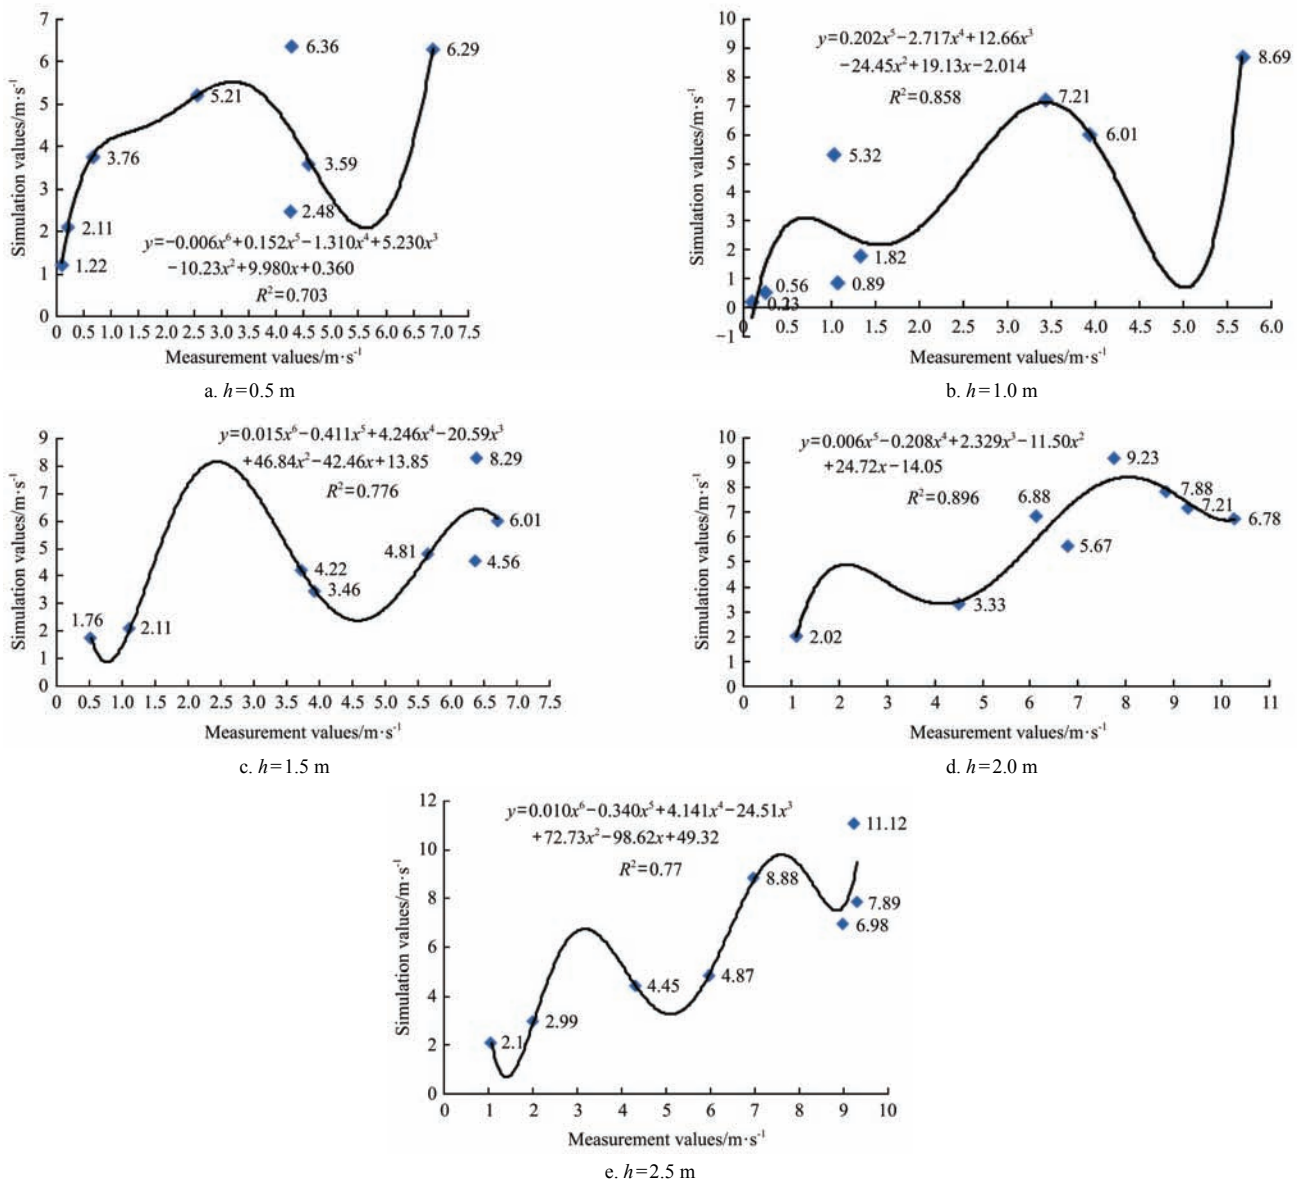 7
6
5
4
3
2
1
0
Simulation values/m·s⁻¹
6.36
6.29
5.21
3.76
3.59
2.48
2.11
1.22
y=−0.006x⁶+0.152x⁵−1.310x⁴+5.230x³
−10.23x²+9.980x+0.360
R²=0.703
0 0.5 1.0 1.5 2.0 2.5 3.0 3.5 4.0 4.5 5.0 5.5 6.0 6.5 7.0 7.5
Measurement values/m·s⁻¹
a. h=0.5 m
10
9
8
7
6
5
4
3
2
1
0
−1
Simulation values/m·s⁻¹
y=0.202x⁵−2.717x⁴+12.66x³
−24.45x²+19.13x−2.014
R²=0.858
8.69
7.21
6.01
5.32
1.82
0.89
0.56
0.23
0 0.5 1.0 1.5 2.0 2.5 3.0 3.5 4.0 4.5 5.0 5.5 6.0
Measurement values/m·s⁻¹
b. h=1.0 m
9
8
7
6
5
4
3
2
1
0
Simulation values/m·s⁻¹
y=0.015x⁶−0.411x⁵+4.246x⁴−20.59x³
+46.84x²−42.46x+13.85
R²=0.776
8.29
6.01
4.81
4.56
4.22
3.46
1.76
2.11
0 0.5 1.0 1.5 2.0 2.5 3.0 3.5 4.0 4.5 5.0 5.5 6.0 6.5 7.0 7.5
Measurement values/m·s⁻¹
c. h=1.5 m
10
9
8
7
6
5
4
3
2
1
0
Simulation values/m·s⁻¹
y=0.006x⁵−0.208x⁴+2.329x³−11.50x²
+24.72x−14.05
R²=0.896
9.23
7.88
7.21
6.88
6.78
5.67
3.33
2.02
0 1 2 3 4 5 6 7 8 9 10 11
Measurement values/m·s⁻¹
d. h=2.0 m
12
10
8
6
4
2
0
Simulation values/m·s⁻¹
y=0.010x⁶−0.340x⁵+4.141x⁴−24.51x³
+72.73x²−98.62x+49.32
R²=0.77
11.12
8.88
7.89
6.98
4.87
4.45
2.99
2.1
0 1 2 3 4 5 6 7 8 9 10
Measurement values/m·s⁻¹
e. h=2.5 m